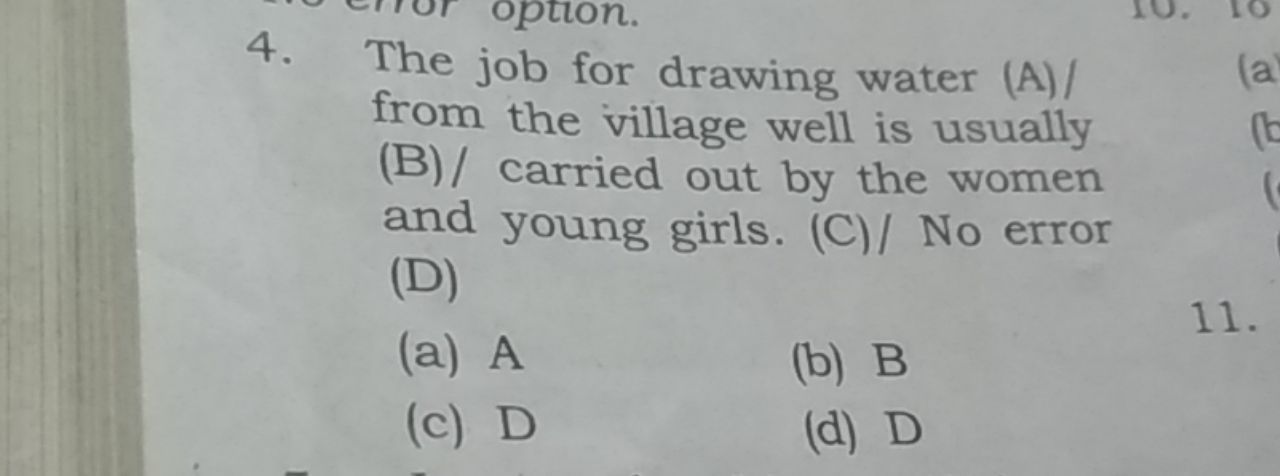 error option.
4. The job for drawing water (A)/
from the village well is usually
(B)/ carried out by the women
and young girls. (C)/ No error
(D)
(a) A (b) B
(c) D (d) D
10.
(a)
11.